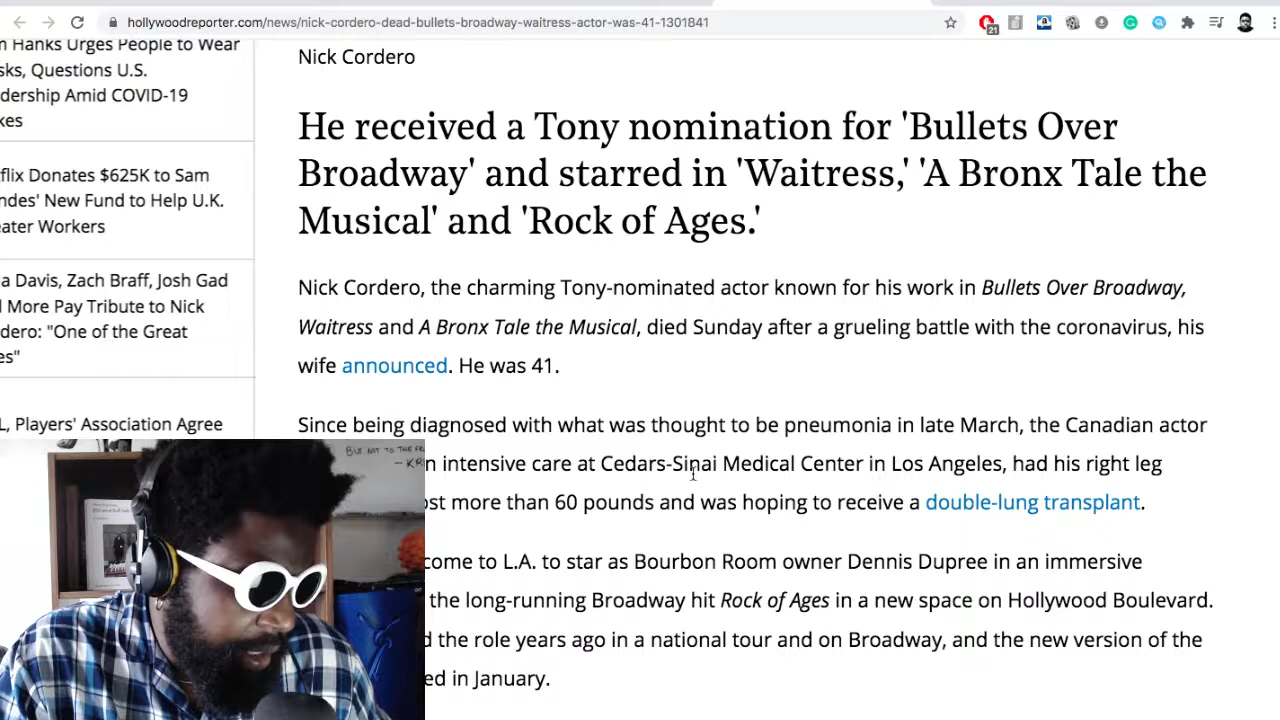 hollywoodreporter.com/news/nick-cordero-dead-bullets-broadway-waitress-actor-was-41-1301841
21
Hanks Urges People to Wear
Questions U.S.
Amid COVID-19
Donates $625K to Sam
New Fund to Help U.K.
Workers
Davis, Zach Braff, Josh Gad
More Pay Tribute to Nick
"One of the Great
Players' Association Agree
Nick Cordero
He received a Tony nomination for 'Bullets Over
Broadway' and starred in 'Waitress,' 'A Bronx Tale the
Musical' and 'Rock of Ages.'
Nick Cordero, the charming Tony-nominated actor known for his work in Bullets Over Broadway,
Waitress and A Bronx Tale the Musical, died Sunday after a grueling battle with the coronavirus, his
wife announced. He was 41.
Since being diagnosed with what was thought to be pneumonia in late March, the Canadian actor
intensive care at Cedars-Sinai Medical Center in Los Angeles, had his right leg
more than 60 pounds and was hoping to receive a double-lung transplant.
come to L.A. to star as Bourbon Room owner Dennis Dupree in an immersive
the long-running Broadway hit Rock of Ages in a new space on Hollywood Boulevard.
the role years ago in a national tour and on Broadway, and the new version of the
in January.
BUT NOT TO THE